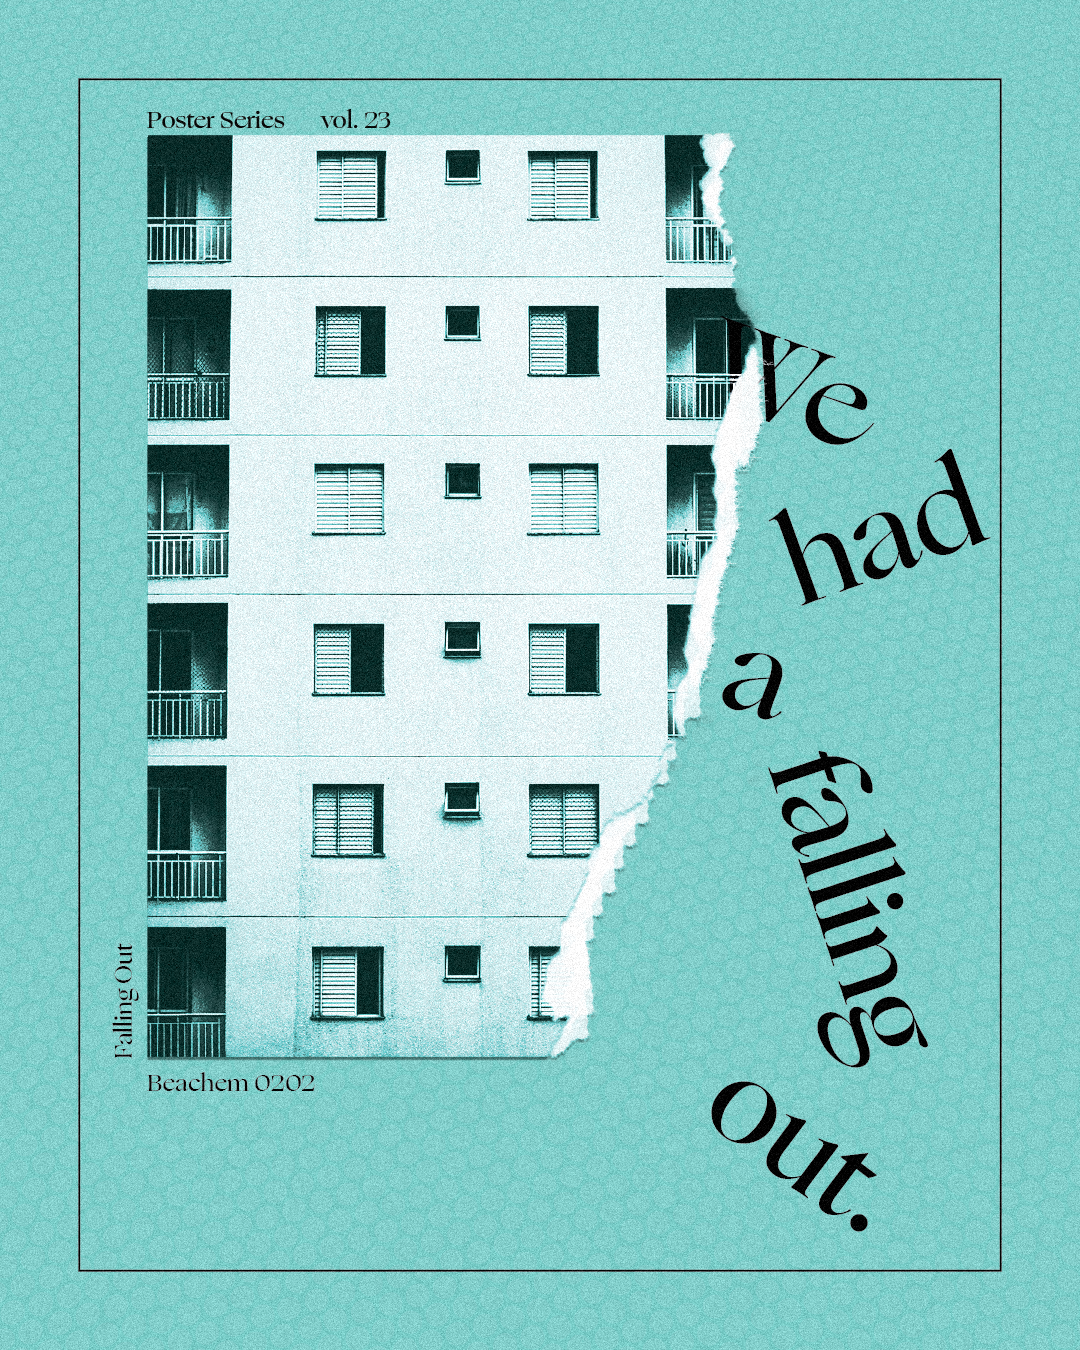 Poster Series vol. 23
We
had
a
falling
out.
Falling Out
Beachem 0202